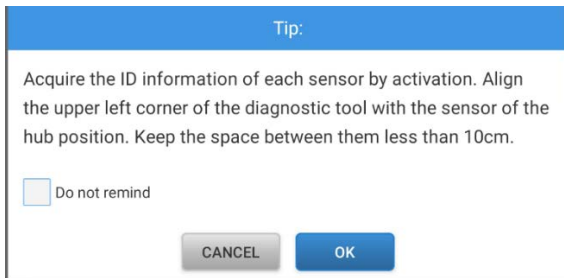 Tip:
Acquire the ID information of each sensor by activation. Align
the upper left corner of the diagnostic tool with the sensor of the
hub position. Keep the space between them less than 10cm.
Do not remind
CANCEL OK